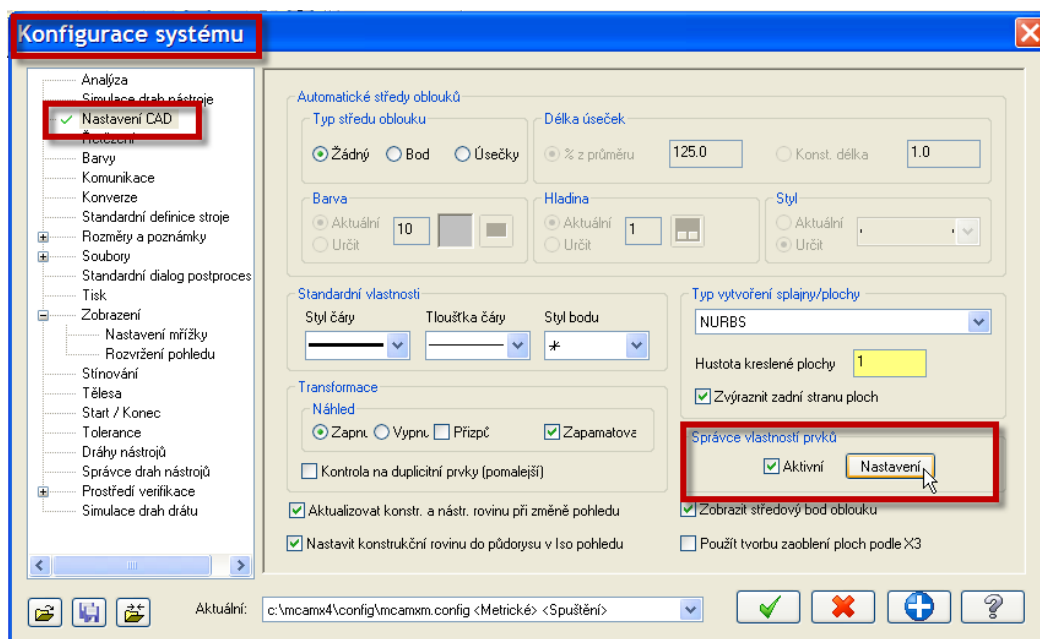 Konfigurace systému
Analýza
Simulace drah nástroje
Nastavení CAD
Řetězení
Barvy
Komunikace
Konverze
Standardní definice stroje
Rozměry a poznámky
Soubory
Standardní dialog postproces
Tisk
Zobrazení
Nastavení mřížky
Rozvržení pohledu
Stínování
Tělesa
Start / Konec
Tolerance
Dráhy nástrojů
Správce drah nástrojů
Prostředí verifikace
Simulace drah drátu
Automatické středy oblouků
Typ středu oblouku
Žádný Bod Úsečky
Délka úseček
% z průměru 125.0 Konst. délka 1.0
Barva
Aktuální 10
Určit
Hladina
Aktuální 1
Určit
Styl
Aktuální
Určit
Standardní vlastnosti
Styl čáry Tloušťka čáry Styl bodu
Typ vytvoření splajny/plochy
NURBS
Hustota kreslené plochy 1
Zvýraznit zadní stranu ploch
Transformace
Náhled
Zapnu Vypnu Přizpů Zapamatova
Kontrola na duplicitní prvky (pomalejší)
Správce vlastností prvků
Aktivní Nastavení
Aktualizovat konstr. a nástr. rovinu při změně pohledu
Zobrazit středový bod oblouku
Nastavit konstrukční rovinu do půdorysu v Iso pohledu
Použít tvorbu zaoblení ploch podle X3
Aktuální: c:\mcamx4\config\mcamxm.config <Metrické> <Spuštění>